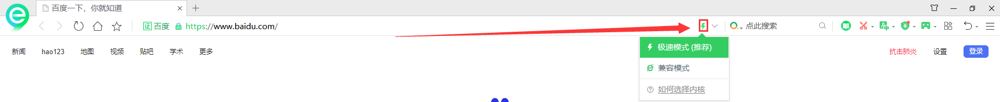 百度一下，你就知道
证 百度 https://www.baidu.com/
点此搜索
新闻 hao123 地图 视频 贴吧 学术 更多
抗击肺炎 设置 登录
极速模式 (推荐)
兼容模式
如何选择内核